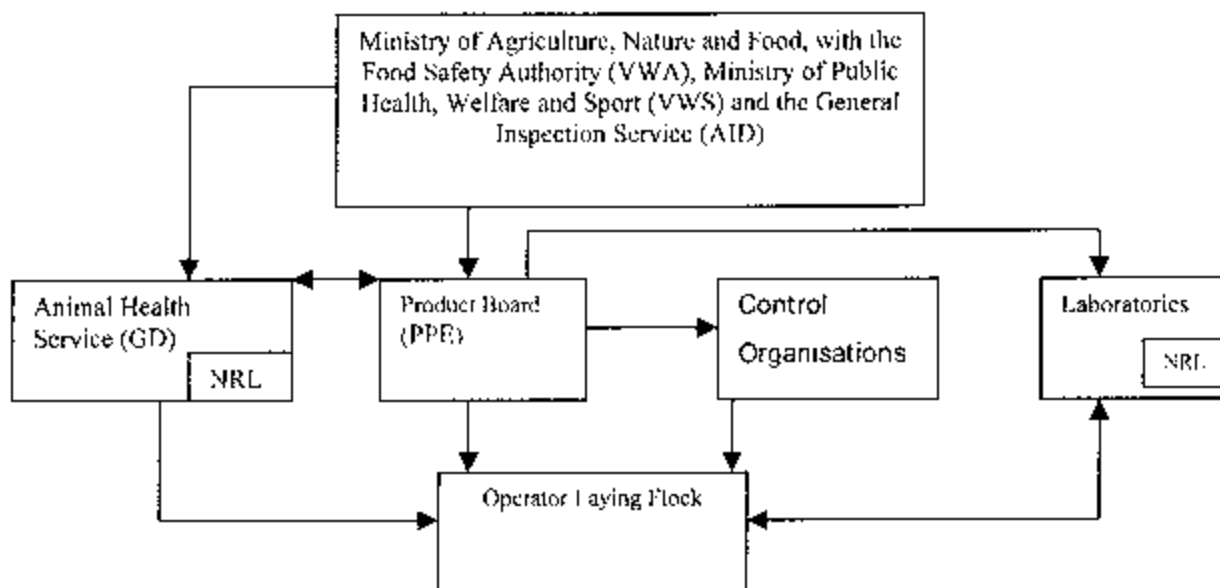 Ministry of Agriculture, Nature and Food, with the
Food Safety Authority (VWA), Ministry of Public
Health, Welfare and Sport (VWS) and the General
Inspection Service (AID)
Animal Health
Service (GD)
NRL
Product Board
(PPE)
Control
Organisations
Laboratories
NRL
Operator Laying Flock